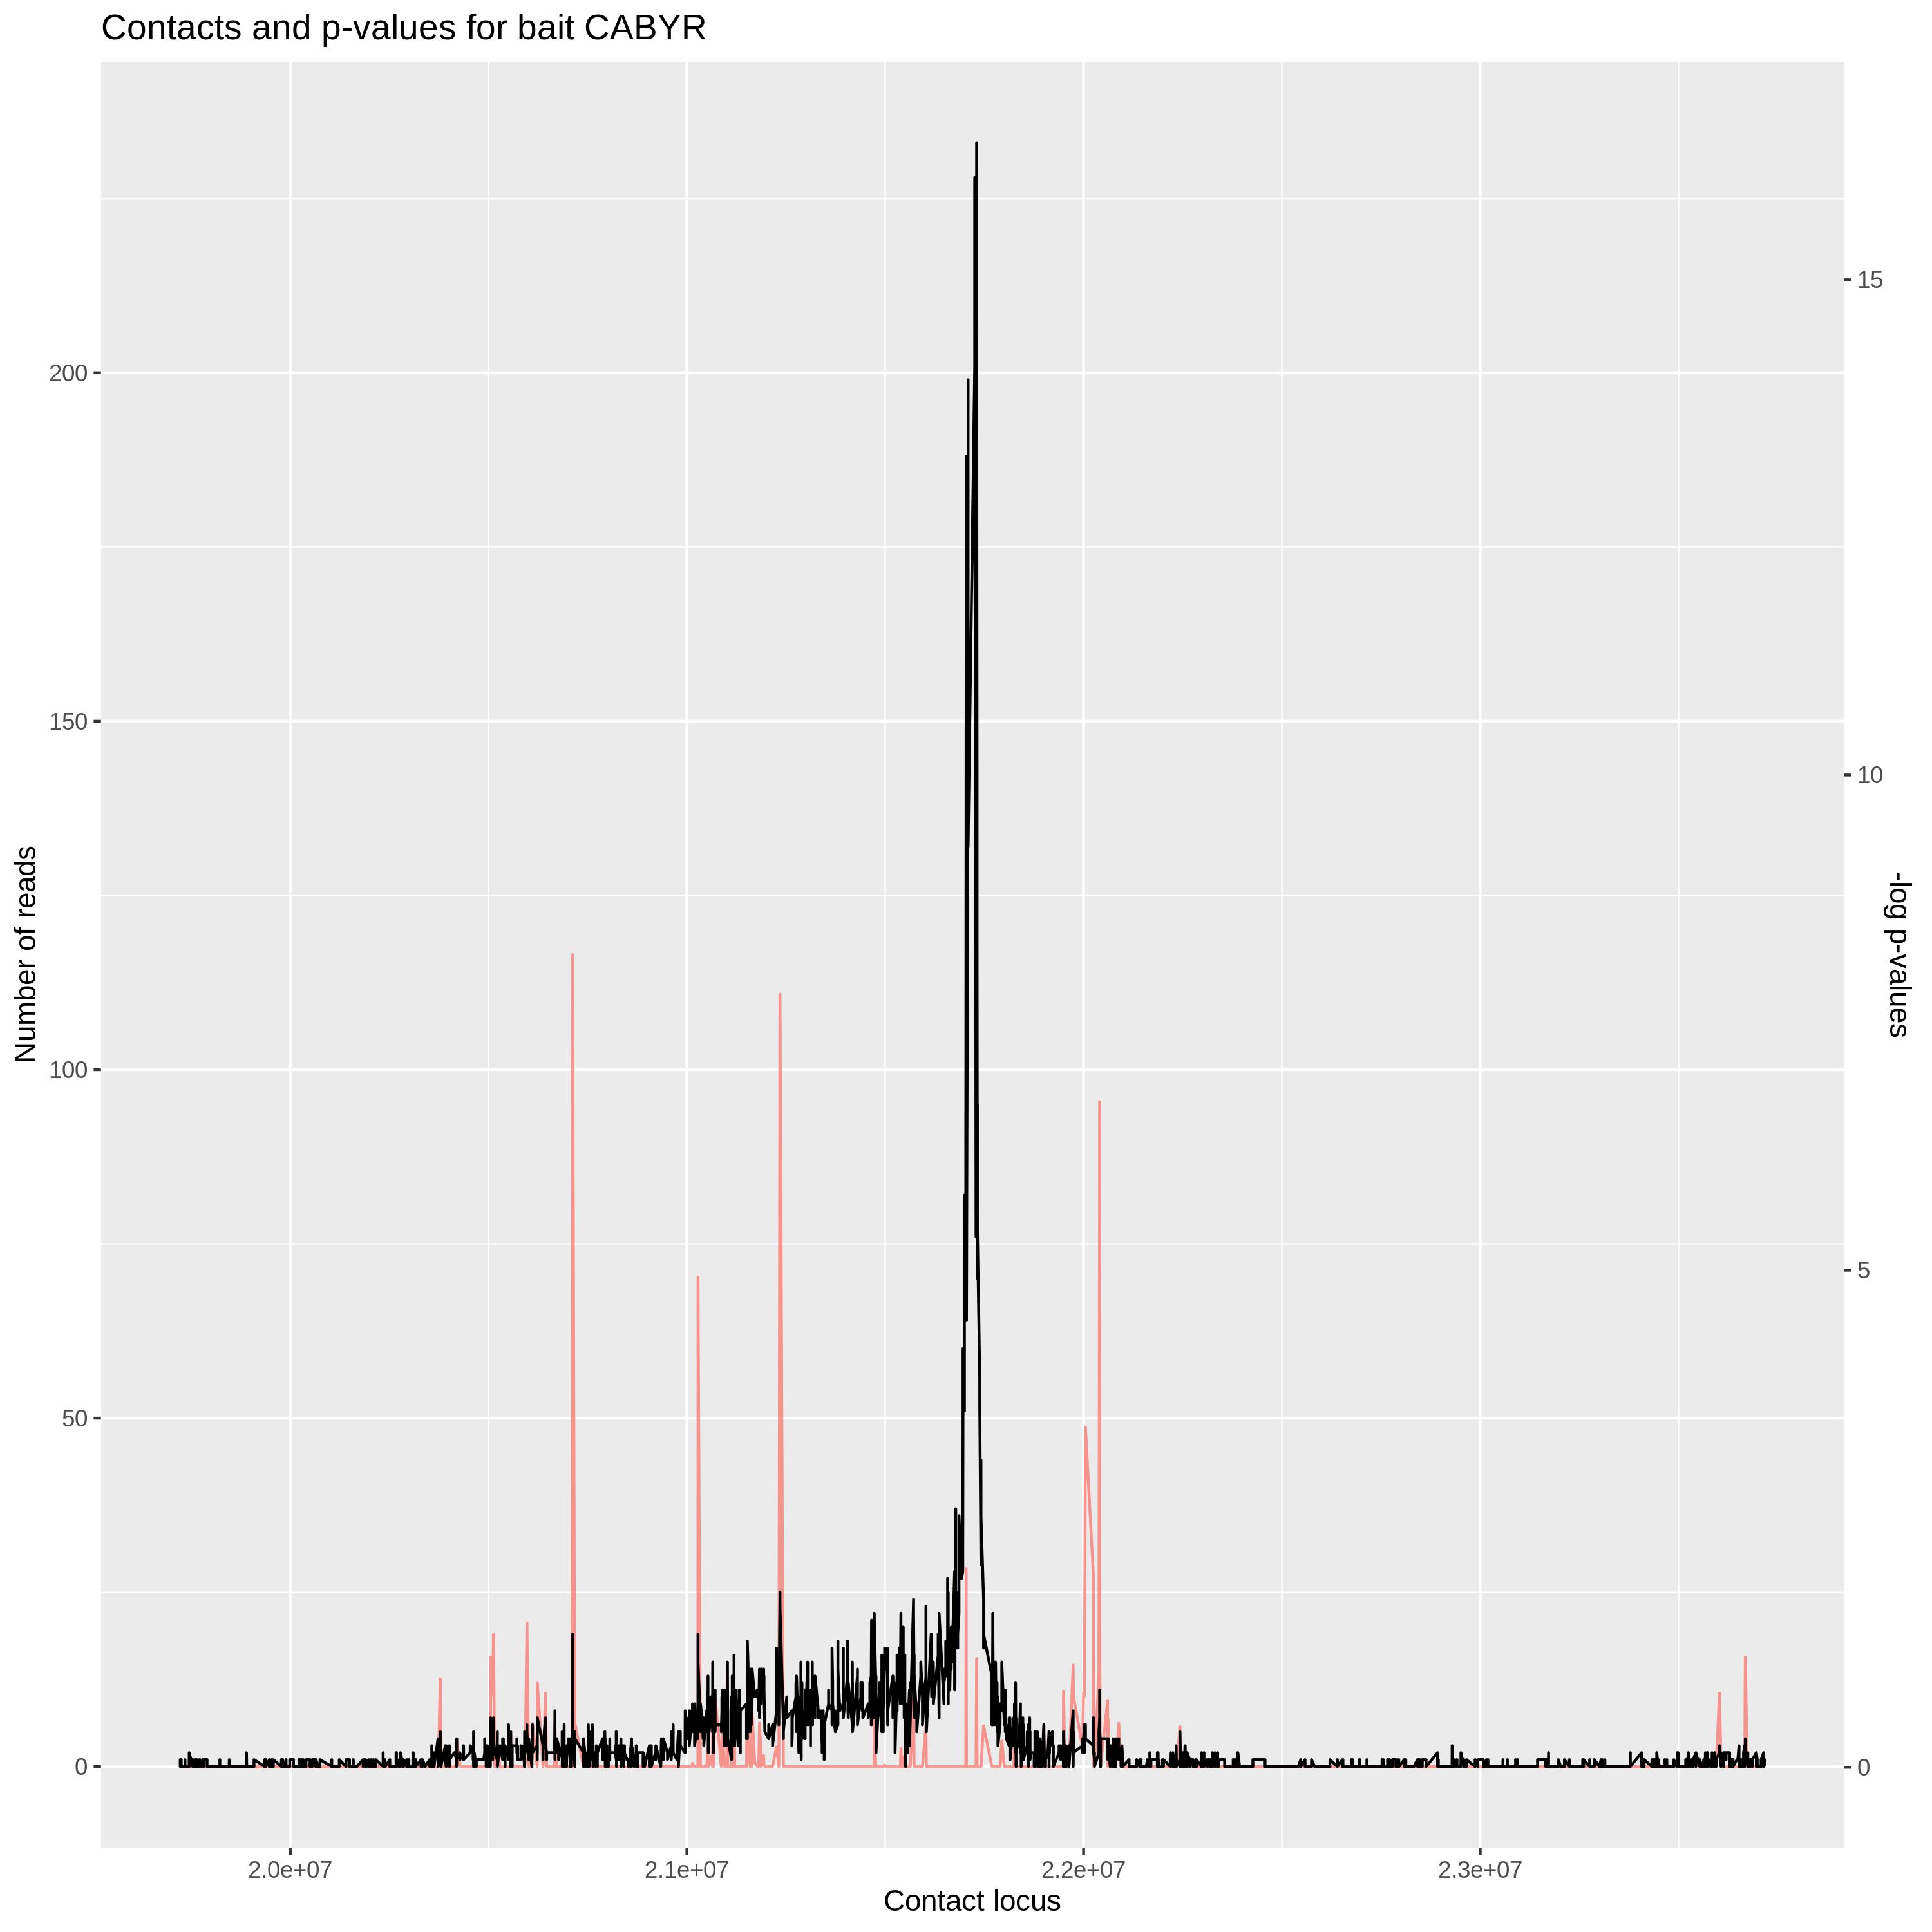 Contacts and p-values for bait CABYR
Number of reads
200
150
100
50
0
15
10
5
0
-log p-values
2.0e+07
2.1e+07
2.2e+07
2.3e+07
Contact locus